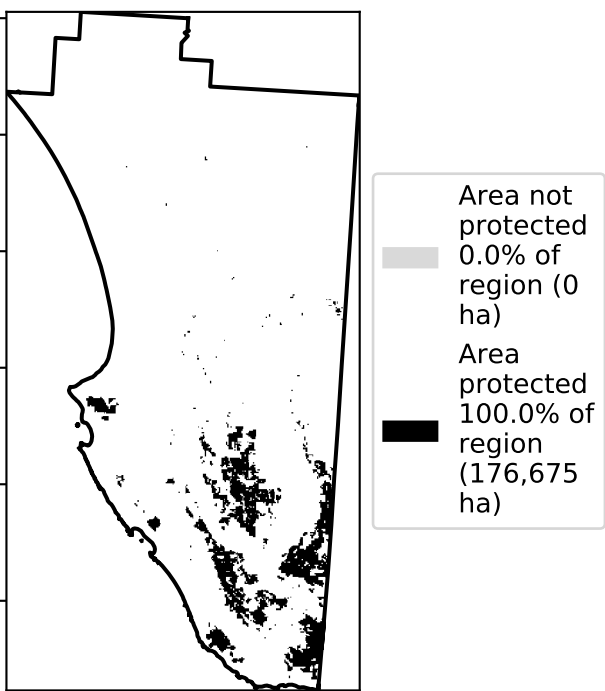 Area not
protected
0.0% of
region (0
ha)
Area
protected
100.0% of
region
(176,675
ha)